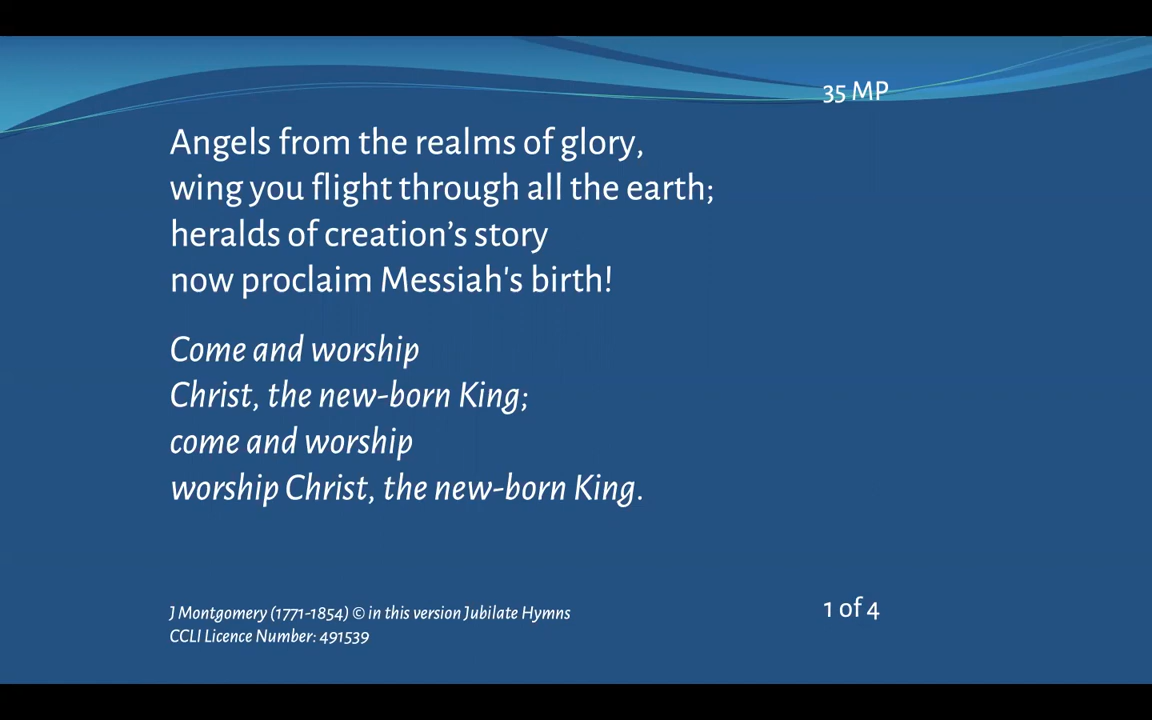 35 MP
Angels from the realms of glory,
wing you flight through all the earth;
heralds of creation’s story
now proclaim Messiah's birth!
Come and worship
Christ, the new-born King;
come and worship
worship Christ, the new-born King.
J Montgomery (1771-1854) © in this version Jubilate Hymns
CCLI Licence Number: 491539
1 of 4